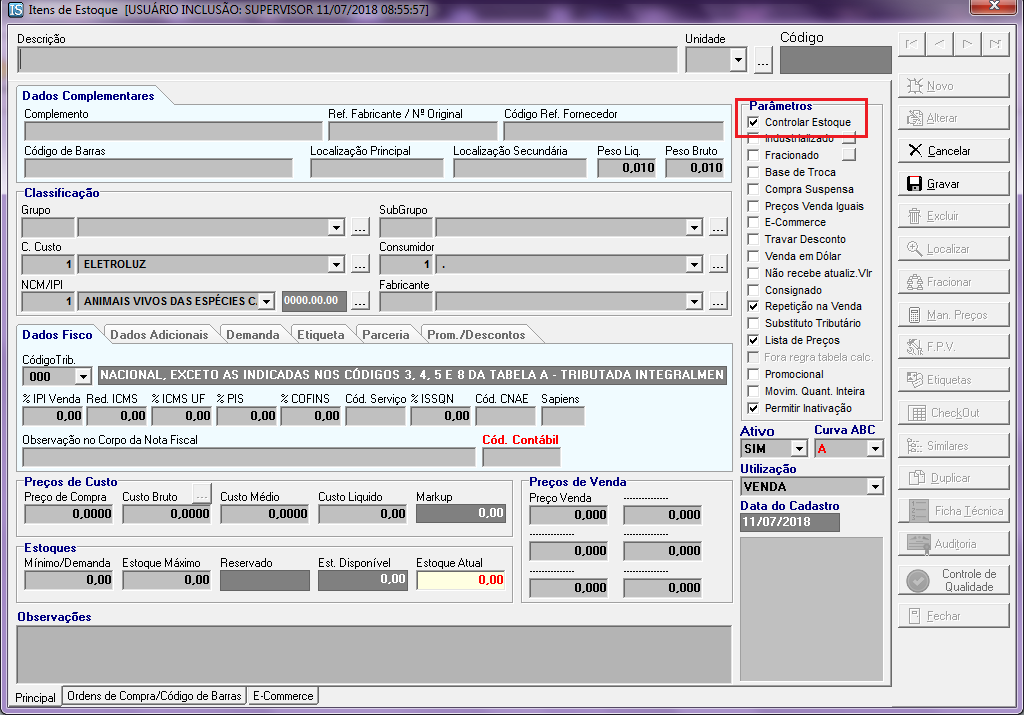 Itens de Estoque [USUÁRIO INCLUSÃO: SUPERVISOR 11/07/2018 08:55:57]
Descrição Unidade Código
...
Dados Complementares
Complemento Ref. Fabricante / Nº Original Código Ref. Fornecedor
Código de Barras Localização Principal Localização Secundária Peso Liq. Peso Bruto
0,010 0,010
Classificação
Grupo SubGrupo
... ...
C. Custo Consumidor
1 ELETROLUZ ... 1 . ...
NCM/IPI Fabricante
1 ANIMAIS VIVOS DAS ESPÉCIES C. 0000.00.00 ... ...
Dados Fisco Dados Adicionais Demanda Etiqueta Parceria Prom./Descontos
CódigoTrib.
000 NACIONAL, EXCETO AS INDICADAS NOS CÓDIGOS 3, 4, 5 E 8 DA TABELA A - TRIBUTADA INTEGRALMEN
% IPI Venda Red. ICMS % ICMS UF % PIS % COFINS Cód. Serviço % ISSQN Cód. CNAE Sapiens
0,00 0,00 0,00 0,00 0,00 0,00
Observação no Corpo da Nota Fiscal Cód. Contábil
Preços de Custo
Preço de Compra Custo Bruto ... Custo Médio Custo Liquido Markup
0,0000 0,0000 0,0000 0,00 0,00
Estoques
Mínimo/Demanda Estoque Máximo Reservado Est. Disponível Estoque Atual
0,00 0,00 0,00 0,00
Preços de Venda
Preço Venda --------------
0,000 0,000
-------------- --------------
0,000 0,000
-------------- --------------
0,000 0,000
Observações
Principal Ordens de Compra/Código de Barras E-Commerce
Parâmetros
Controlar Estoque
Industrializado
Fracionado
Base de Troca
Compra Suspensa
Preços Venda Iguais
E-Commerce
Travar Desconto
Venda em Dólar
Não recebe atualiz.Vlr
Consignado
Repetição na Venda
Substituto Tributário
Lista de Preços
Fora regra tabela calc.
Promocional
Movim. Quant. Inteira
Permitir Inativação
Ativo Curva ABC
SIM A
Utilização
VENDA
Data do Cadastro
11/07/2018
Novo
Alterar
Cancelar
Gravar
Excluir
Localizar
Fracionar
Man. Preços
F.P.V.
Etiquetas
CheckOut
Similares
Duplicar
Ficha Técnica
Auditoria
Controle de
Qualidade
Fechar